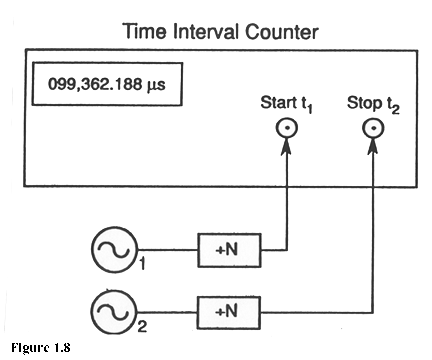 Time Interval Counter
099,362.188 µs
Start t₁ Stop t₂
1
+N
2
+N
Figure 1.8